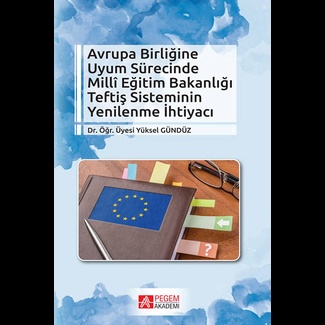 Avrupa Birliğine
Uyum Sürecinde
Millî Eğitim Bakanlığı
Teftiş Sisteminin
Yenilenme İhtiyacı
Dr. Öğr. Üyesi Yüksel GÜNDÜZ
?
PEGEM
AKADEMİ